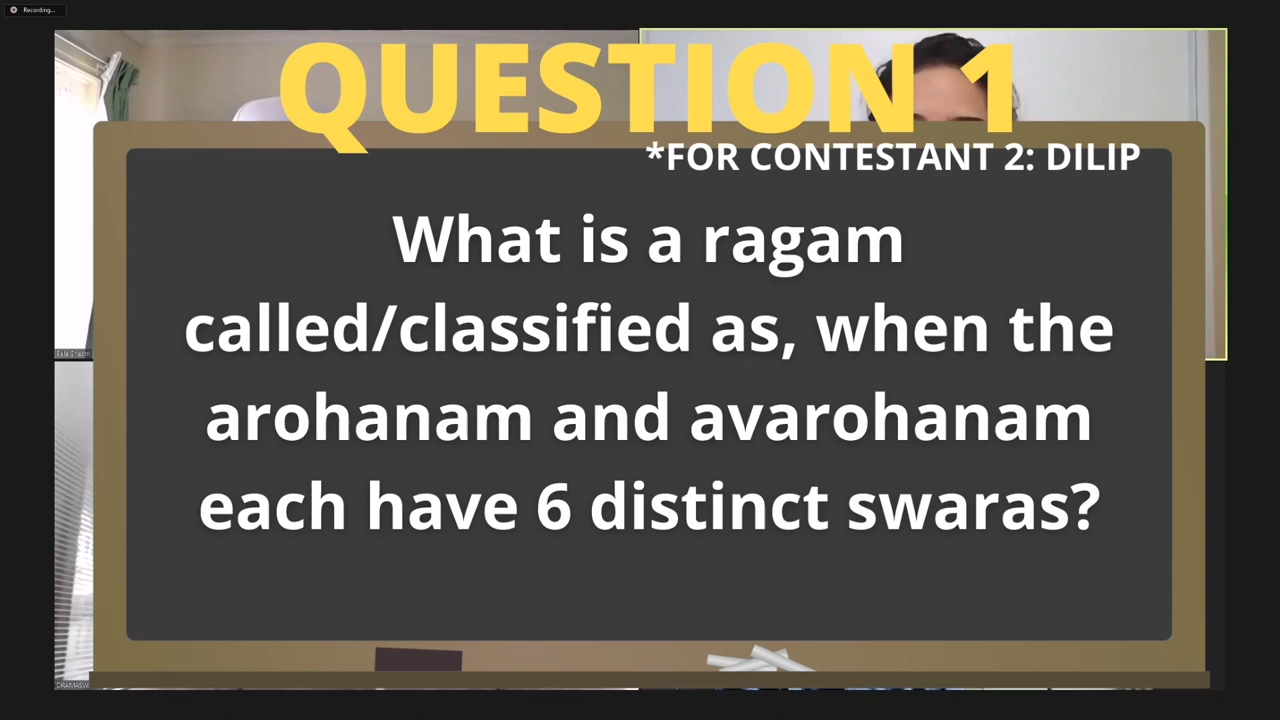 Recording...
QUESTION 1
*FOR CONTESTANT 2: DILIP
What is a ragam
called/classified as, when the
arohanam and avarohanam
each have 6 distinct swaras?